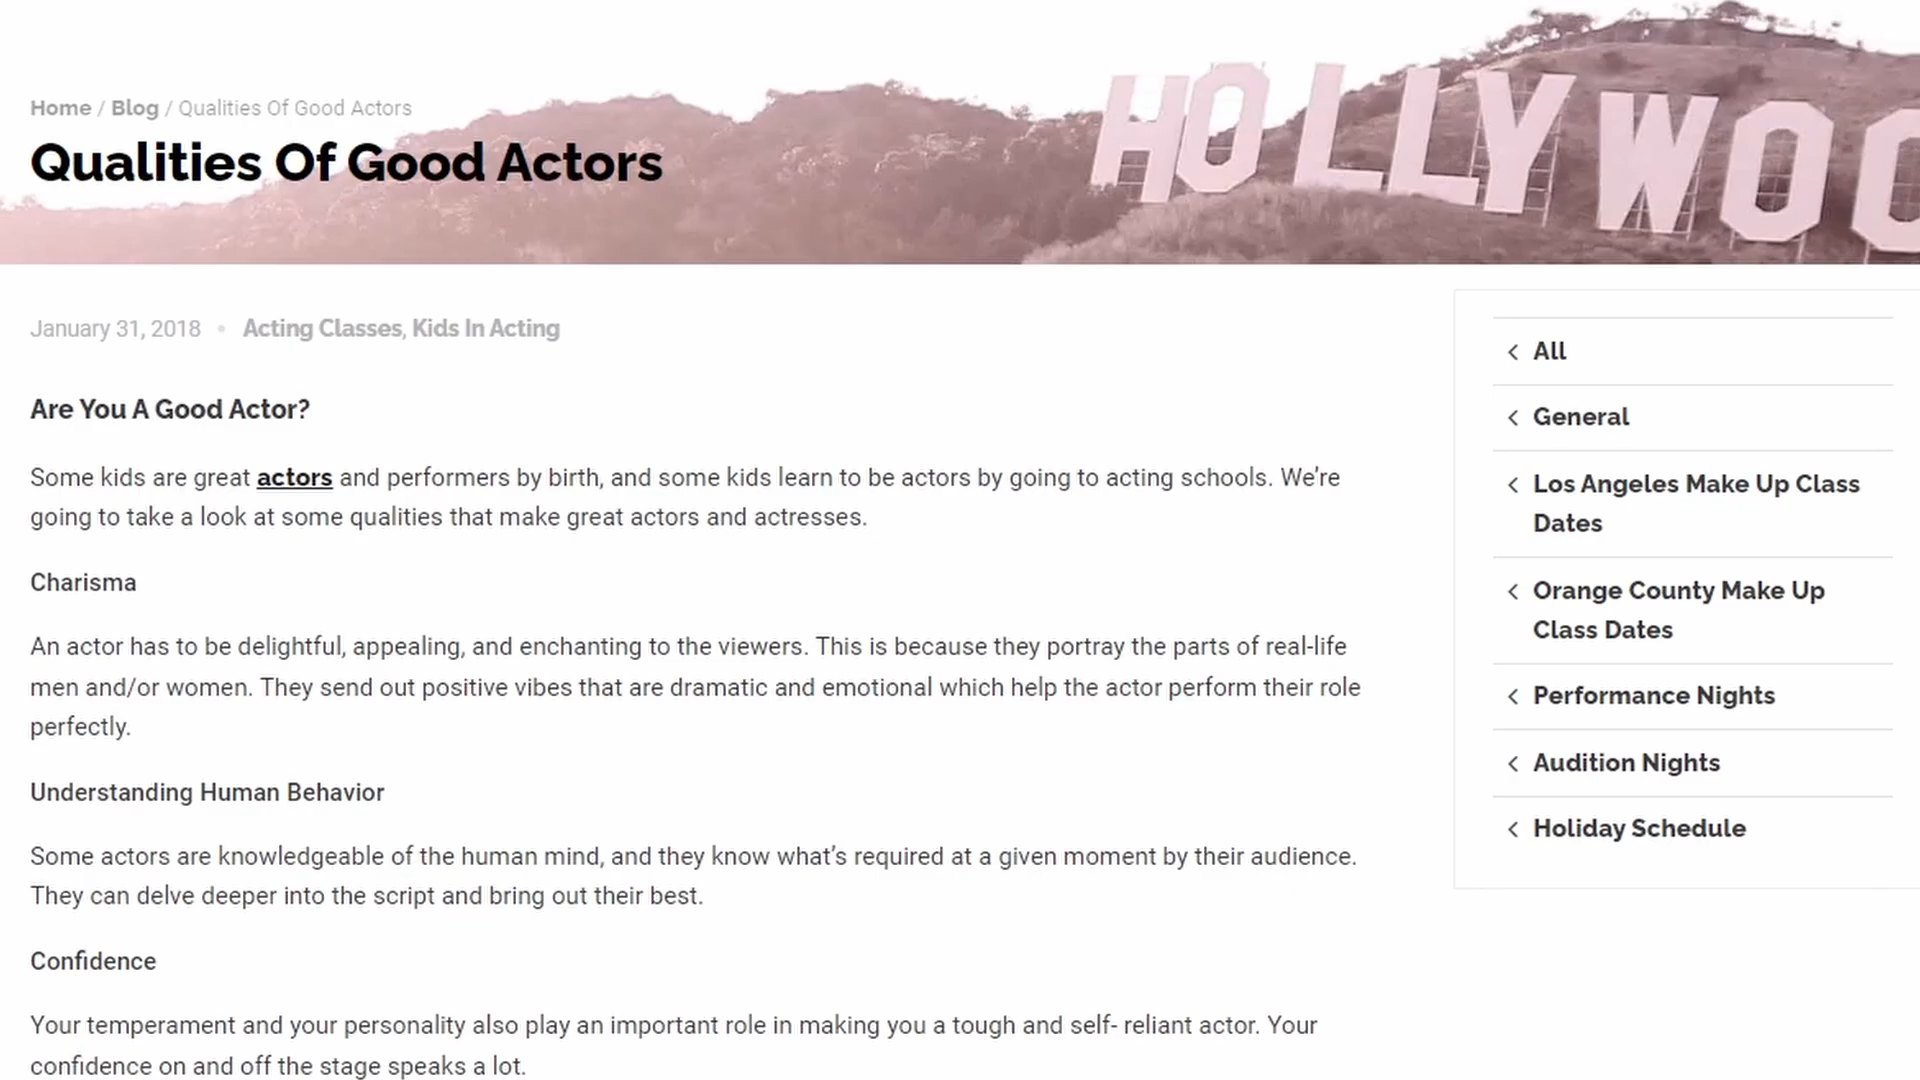 HOLLYWOO
Home / Blog / Qualities Of Good Actors
Qualities Of Good Actors
January 31, 2018 • Acting Classes, Kids In Acting
Are You A Good Actor?
Some kids are great actors and performers by birth, and some kids learn to be actors by going to acting schools. We’re
going to take a look at some qualities that make great actors and actresses.
Charisma
An actor has to be delightful, appealing, and enchanting to the viewers. This is because they portray the parts of real-life
men and/or women. They send out positive vibes that are dramatic and emotional which help the actor perform their role
perfectly.
Understanding Human Behavior
Some actors are knowledgeable of the human mind, and they know what’s required at a given moment by their audience.
They can delve deeper into the script and bring out their best.
Confidence
Your temperament and your personality also play an important role in making you a tough and self- reliant actor. Your
confidence on and off the stage speaks a lot.
All
General
Los Angeles Make Up Class
Dates
Orange County Make Up
Class Dates
Performance Nights
Audition Nights
Holiday Schedule